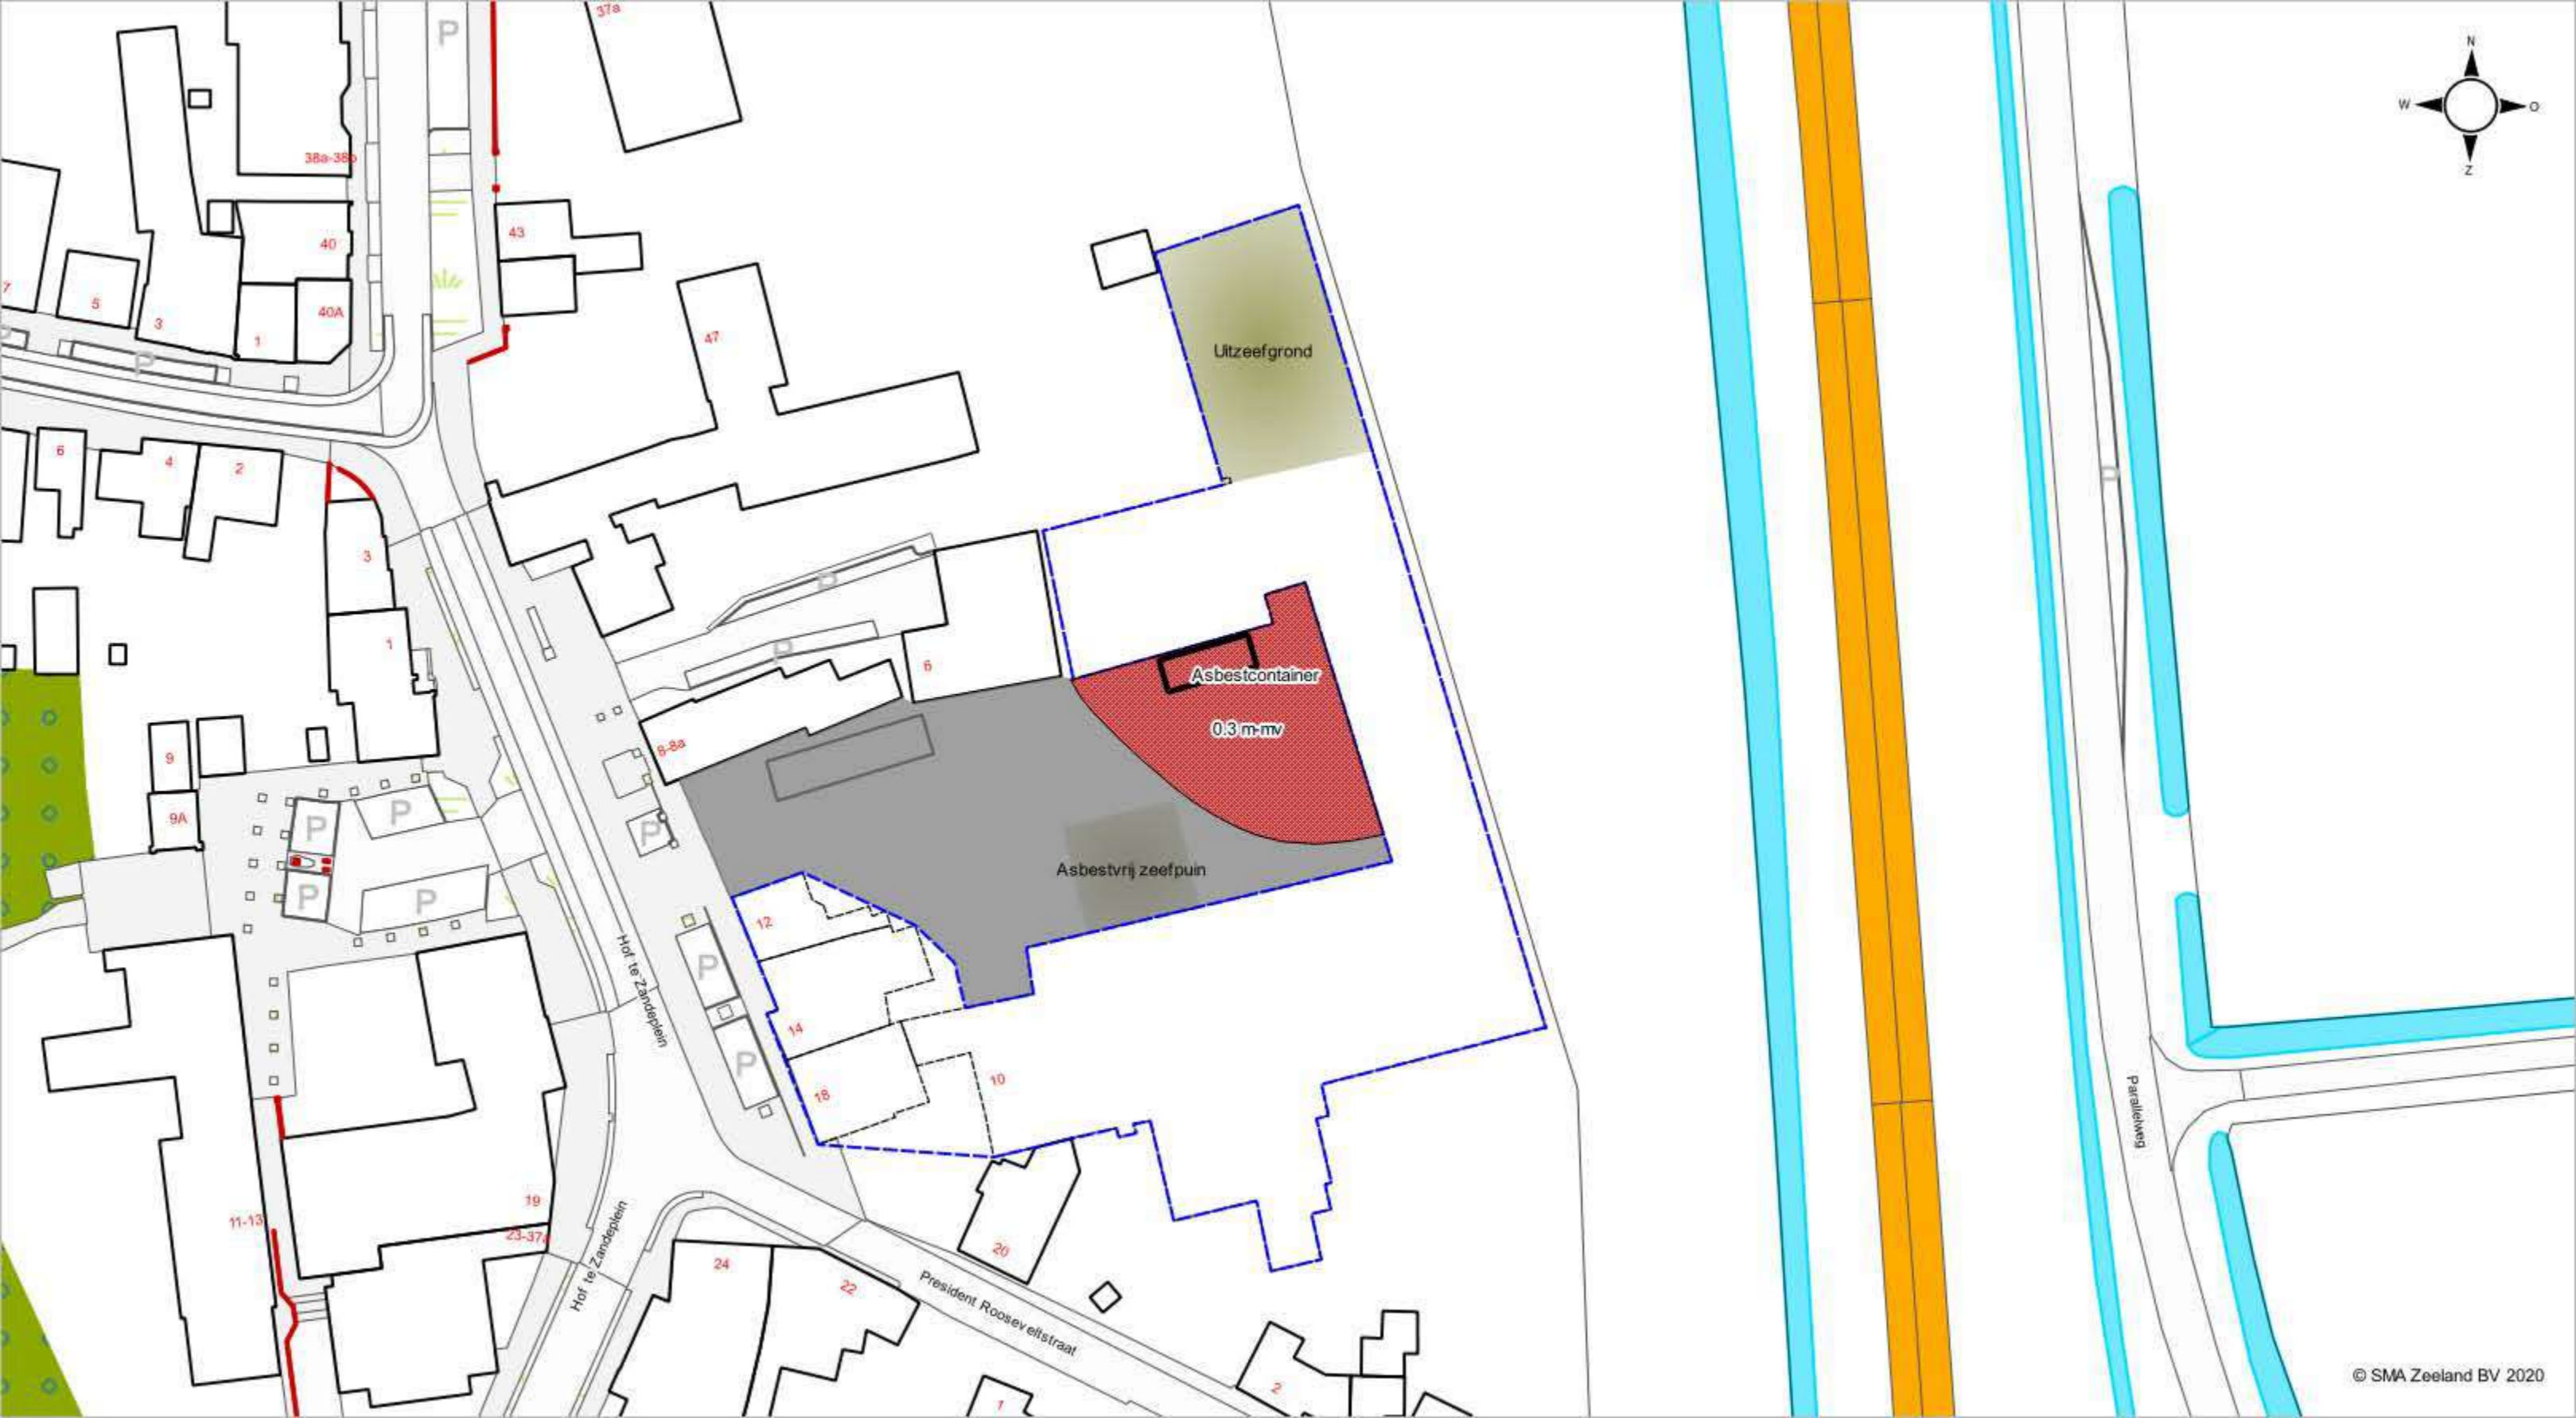 37a
P
N
W
O
Z
38a-38b
40
43
7
5
3
1
40A
47
Uitzeefgrond
P
P
6
4
2
P
3
P
1
P
6
Asbestcontainer
0.3 m-mv
8-8a
9
9A
P
P
P
P
P
Asbestvrij zeefpuin
12
P
14
P
18
10
Hof te Zandeplein
Parallelweg
19
11-13
23-37a
Hof te Zandeplein
20
24
22
President Rooseveltstraat
2
1
© SMA Zeeland BV 2020